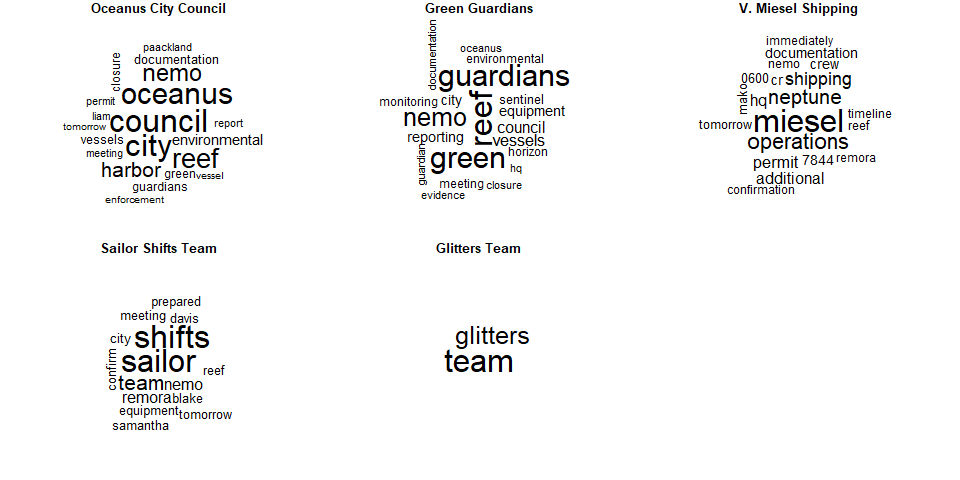 Oceanus City Council
paackland
documentation
closure
nemo
permit
oceanus
liam
council
report
tomorrow
vessels
city
environmental
meeting
reef
harbor
green
vessel
guardians
enforcement
Green Guardians
documentation
oceanus
environmental
guardians
monitoring
city
reef
sentinel
equipment
nemo
council
reporting
vessels
guardian
green
horizon
hq
meeting
closure
evidence
V. Miesel Shipping
immediately
documentation
nemo
crew
0600
cr
shipping
mako
hq
neptune
tomorrow
miesel
timeline
reef
operations
permit
7844
remora
additional
confirmation
Sailor Shifts Team
prepared
meeting
davis
city
shifts
confirm
sailor
reef
team
nemo
remora
blake
equipment
tomorrow
samantha
Glitters Team
glitters
team